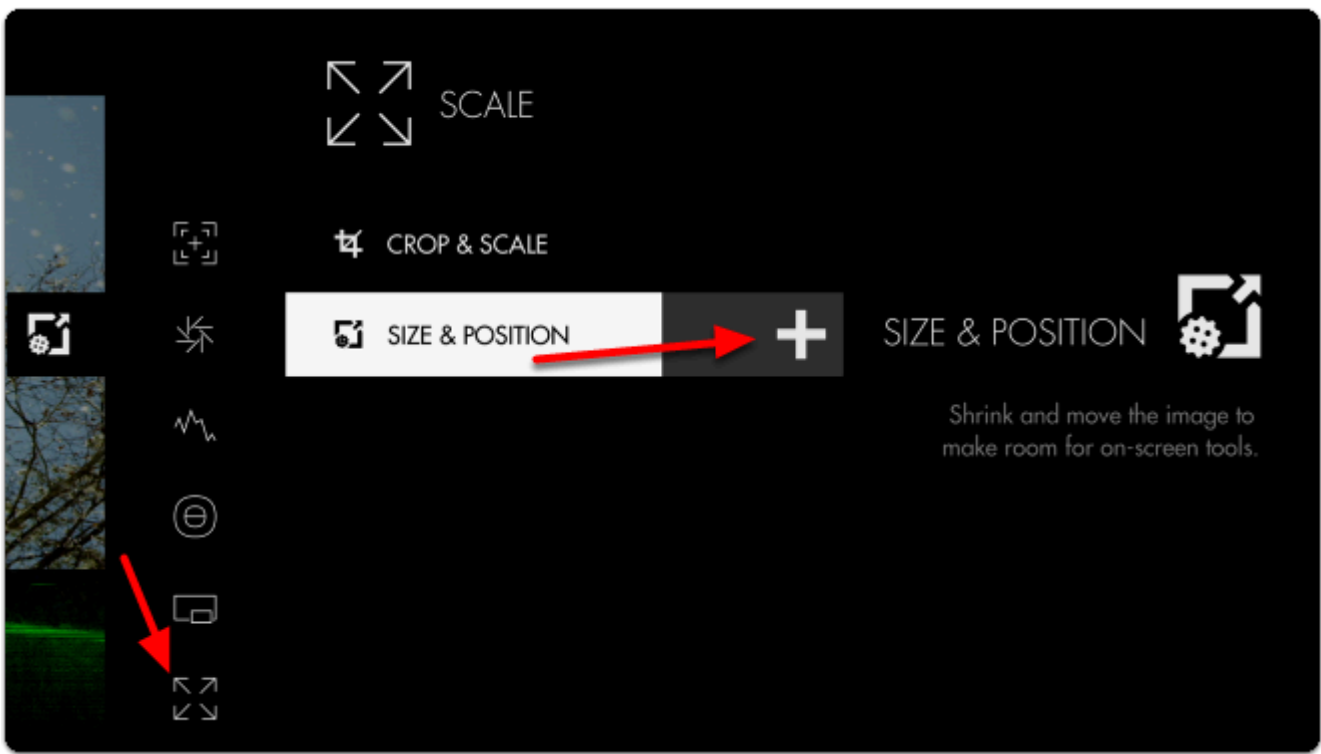 SCALE
CROP & SCALE
SIZE & POSITION
SIZE & POSITION
Shrink and move the image to
make room for on-screen tools.